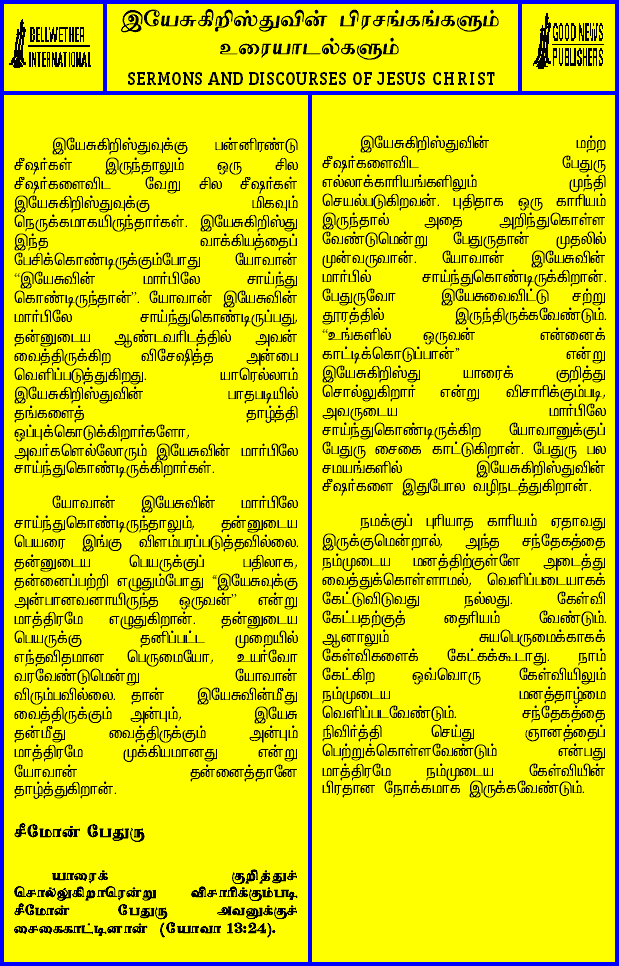 BELLWETHER
INTERNATIONAL
இயேசுகிறிஸ்துவின் பிரசங்கங்களும்
உரையாடல்களும்
SERMONS AND DISCOURSES OF JESUS CHRIST
GOOD NEWS
PUBLISHERS
இயேசுகிறிஸ்துவுக்கு பன்னிரண்டு
சீஷர்கள் இருந்தாலும் ஒரு சில
சீஷர்களைவிட வேறு சில சீஷர்கள்
இயேசுகிறிஸ்துவுக்கு மிகவும்
நெருக்கமாகயிருந்தார்கள். இயேசுகிறிஸ்து
இந்த வாக்கியத்தைப்
பேசிக்கொண்டிருக்கும்போது யோவான்
“இயேசுவின் மார்பிலே சாய்ந்து
கொண்டிருந்தான்”. யோவான் இயேசுவின்
மார்பிலே சாய்ந்துகொண்டிருப்பது,
தன்னுடைய ஆண்டவரிடத்தில் அவன்
வைத்திருக்கிற விசேஷித்த அன்பை
வெளிப்படுத்துகிறது. யாரெல்லாம்
இயேசுகிறிஸ்துவின் பாதபடியில்
தங்களைத் தாழ்த்தி
ஒப்புக்கொடுக்கிறார்களோ,
அவர்களெல்லோரும் இயேசுவின் மார்பிலே
சாய்ந்துகொண்டிருக்கிறார்கள்.
யோவான் இயேசுவின் மார்பிலே
சாய்ந்துகொண்டிருந்தாலும், தன்னுடைய
பெயரை இங்கு விளம்பரப்படுத்தவில்லை.
தன்னுடைய பெயருக்குப் பதிலாக,
தன்னைப்பற்றி எழுதும்போது “இயேசுவுக்கு
அன்பானவனாயிருந்த ஒருவன்” என்று
மாத்திரமே எழுதுகிறான். தன்னுடைய
பெயருக்கு தனிப்பட்ட முறையில்
எந்தவிதமான பெருமையோ, உயர்வோ
வரவேண்டுமென்று யோவான்
விரும்பவில்லை. தான் இயேசுவின்மீது
வைத்திருக்கும் அன்பும், இயேசு
தன்மீது வைத்திருக்கும் அன்பும்
மாத்திரமே முக்கியமானது என்று
யோவான் தன்னைத்தானே
தாழ்த்துகிறான்.
சீமோன் பேதுரு
யாரைக் குறித்துச்
சொல்லுகிறாரென்று விசாரிக்கும்படி
சீமோன் பேதுரு அவனுக்குச்
சைகைகாட்டினான் (யோவா 13:24).
இயேசுகிறிஸ்துவின் மற்ற
சீஷர்களைவிட பேதுரு
எல்லாக்காரியங்களிலும் முந்தி
செயல்படுகிறவன். புதிதாக ஒரு காரியம்
இருந்தால் அதை அறிந்துகொள்ள
வேண்டுமென்று பேதுருதான் முதலில்
முன்வருவான். யோவான் இயேசுவின்
மார்பில் சாய்ந்துகொண்டிருக்கிறான்.
பேதுருவோ இயேசுவைவிட்டு சற்று
தூரத்தில் இருந்திருக்கவேண்டும்.
“உங்களில் ஒருவன் என்னைக்
காட்டிக்கொடுப்பான்” என்று
இயேசுகிறிஸ்து யாரைக் குறித்து
சொல்லுகிறார் என்று விசாரிக்கும்படி,
அவருடைய மார்பிலே
சாய்ந்துகொண்டிருக்கிற யோவானுக்குப்
பேதுரு சைகை காட்டுகிறான். பேதுரு பல
சமயங்களில் இயேசுகிறிஸ்துவின்
சீஷர்களை இதுபோல வழிநடத்துகிறான்.
நமக்குப் புரியாத காரியம் ஏதாவது
இருக்குமென்றால், அந்த சந்தேகத்தை
நம்முடைய மனத்திற்குள்ளே அடைத்து
வைத்துக்கொள்ளாமல், வெளிப்படையாகக்
கேட்டுவிடுவது நல்லது. கேள்வி
கேட்பதற்குத் தைரியம் வேண்டும்.
ஆனாலும் சுயபெருமைக்காகக்
கேள்விகளைக் கேட்கக்கூடாது. நாம்
கேட்கிற ஒவ்வொரு கேள்வியிலும்
நம்முடைய மனத்தாழ்மை
வெளிப்படவேண்டும். சந்தேகத்தை
நிவிர்த்தி செய்து ஞானத்தைப்
பெற்றுக்கொள்ளவேண்டும் என்பது
மாத்திரமே நம்முடைய கேள்வியின்
பிரதான நோக்கமாக இருக்கவேண்டும்.